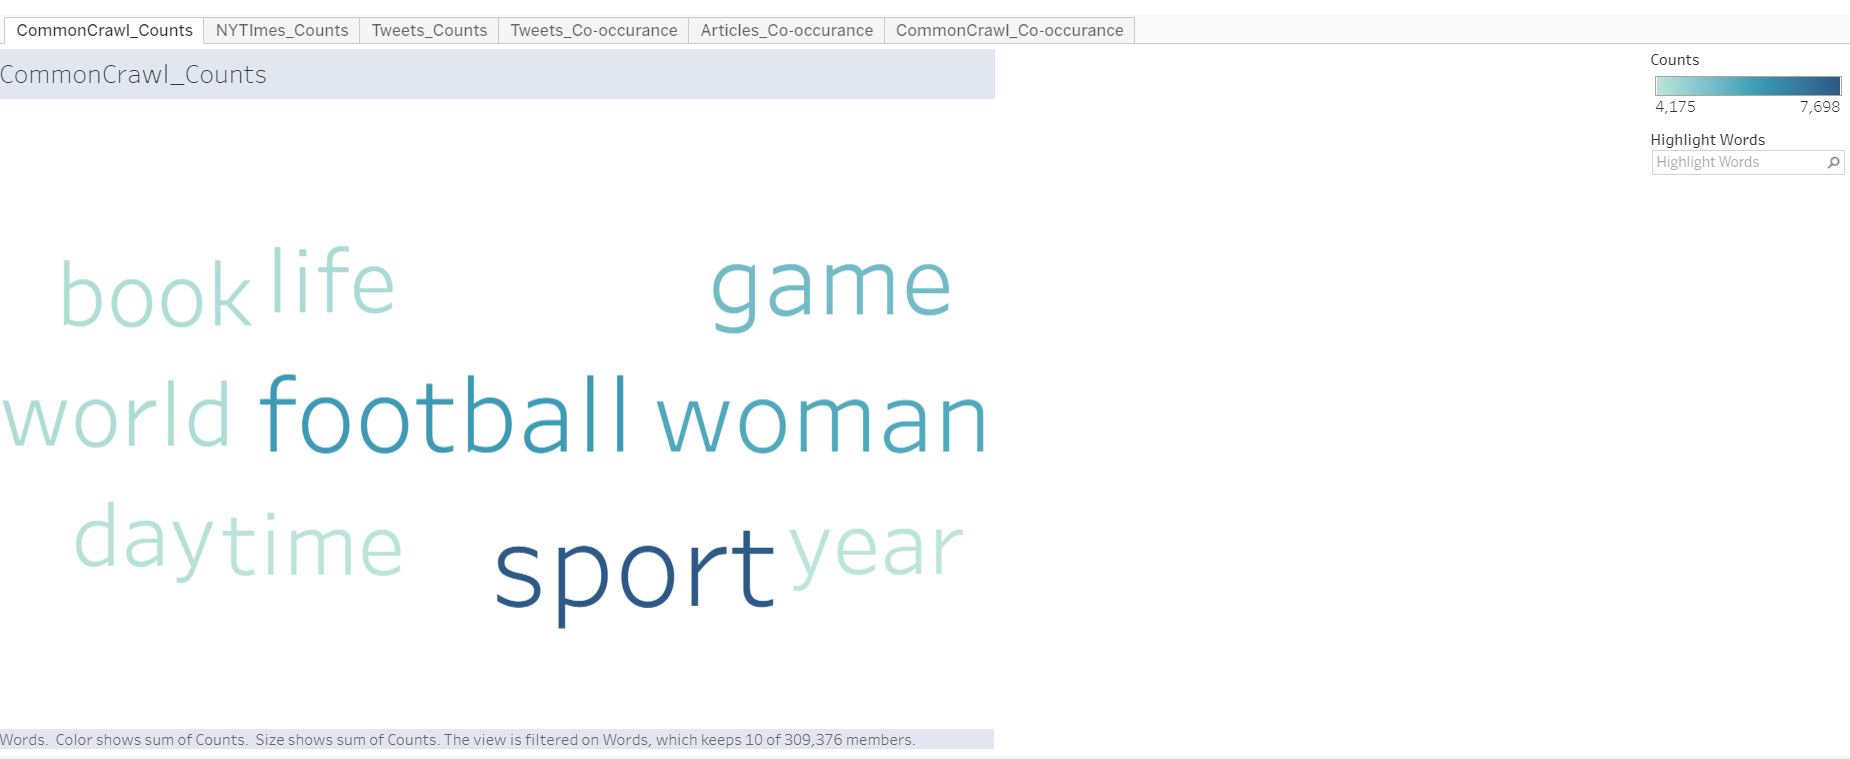 CommonCrawl_Counts NYTImes_Counts Tweets_Counts Tweets_Co-occurance Articles_Co-occurance CommonCrawl_Co-occurance
CommonCrawl_Counts
book life game
world football woman
day time sport year
Words. Color shows sum of Counts. Size shows sum of Counts. The view is filtered on Words, which keeps 10 of 309,376 members.
Counts
4,175 7,698
Highlight Words
Highlight Words